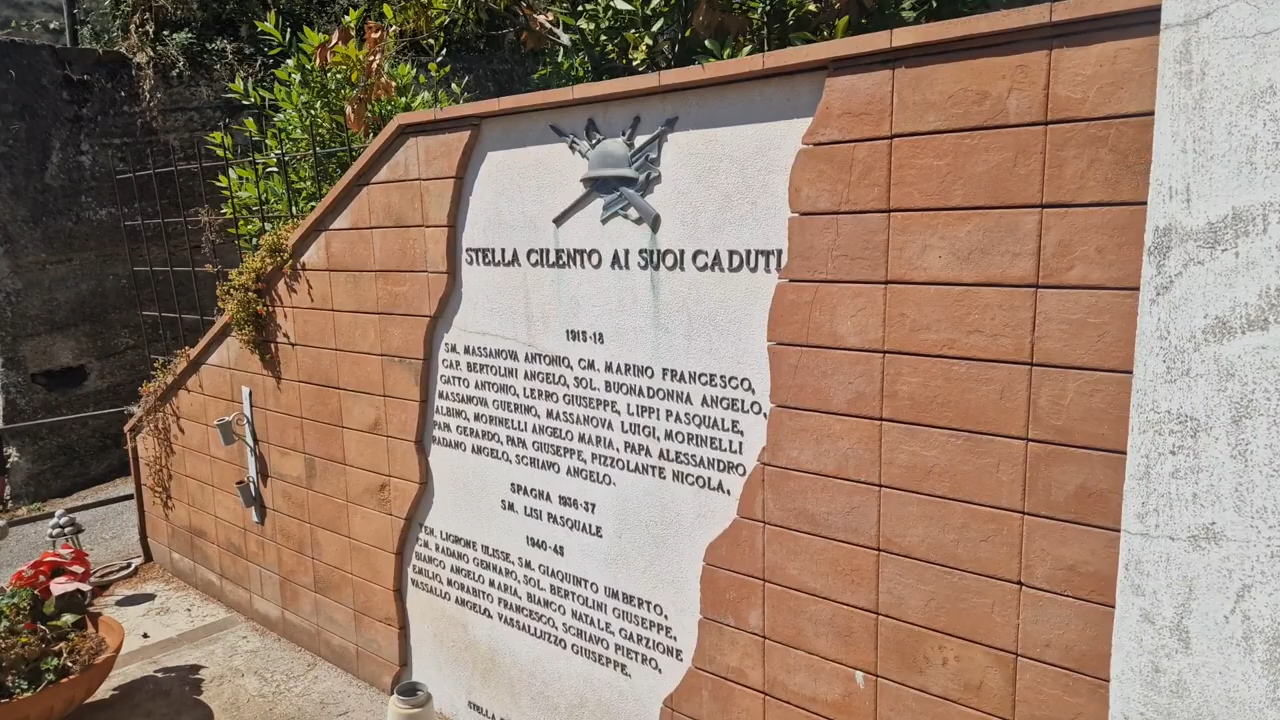 STELLA CILENTO AI SUOI CADUTI
1915-18
SM. MASSANOVA ANTONIO, CM. MARINO FRANCESCO,
CAP. BERTOLINI ANGELO, SOL. BUONADONNA ANGELO,
GATTO ANTONIO, LERRO GIUSEPPE, LIPPI PASQUALE,
MASSANOVA GUERINO, MASSANOVA LUIGI, MORINELLI
ALBINO, MORINELLI ANGELO MARIA, PAPA ALESSANDRO
PAPA GERARDO, PAPA GIUSEPPE, PIZZOLANTE NICOLA,
RADANO ANGELO, SCHIAVO ANGELO.
SPAGNA 1936-37
SM. LISI PASQUALE
1940-45
TEN. LIGRONE ULISSE, SM. GIAQUINTO UMBERTO,
CM. RADANO GENNARO, SOL. BERTOLINI GIUSEPPE,
BIANCO ANGELO MARIA, BIANCO NATALE, GARZIONE
EMILIO, MORABITO FRANCESCO, SCHIAVO PIETRO,
VASSALLO ANGELO, VASSALLUZZO GIUSEPPE.
STELLA